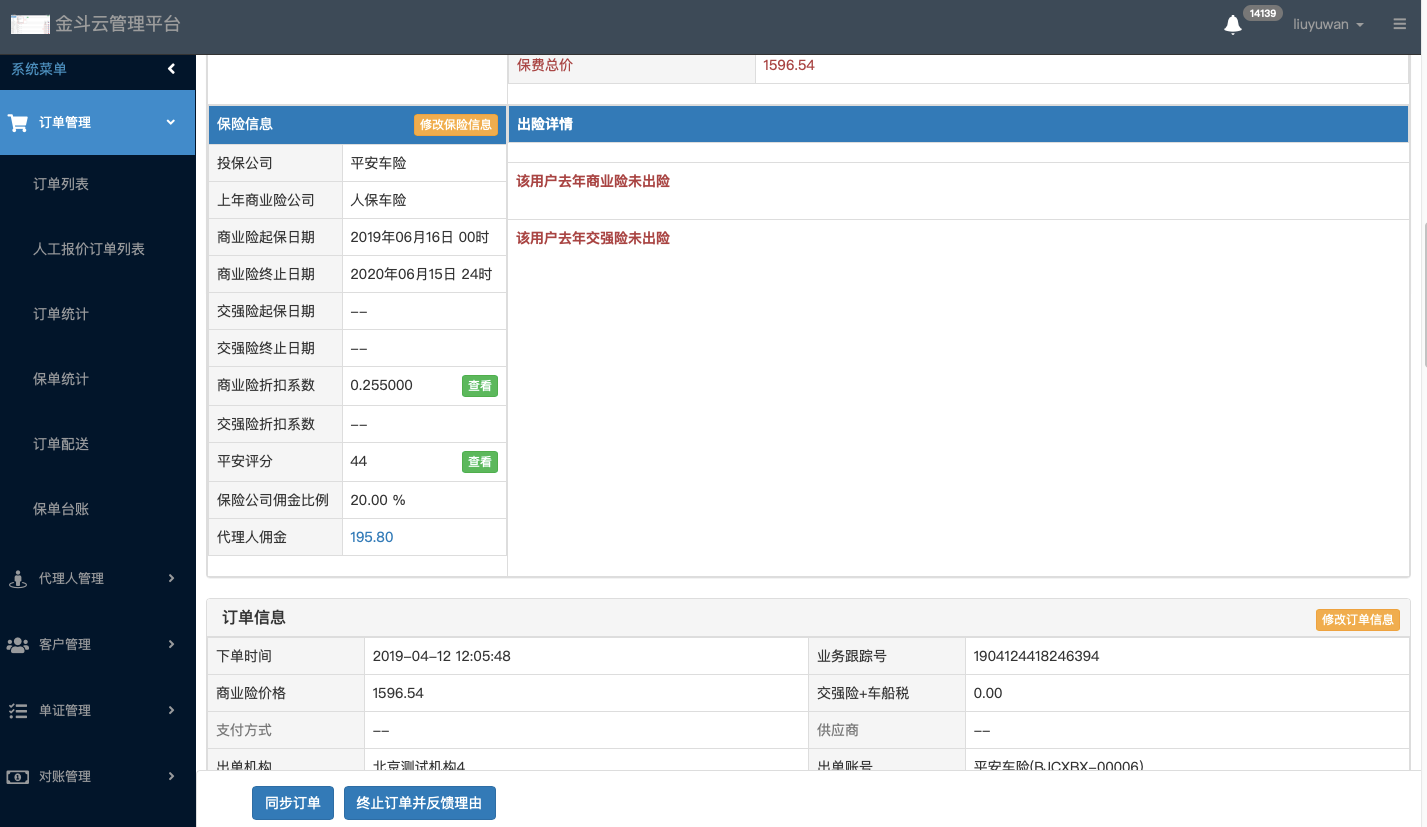 金斗云管理平台
14139
liuyuwan
系统菜单
订单管理
订单列表
人工报价订单列表
订单统计
保单统计
订单配送
保单台账
代理人管理
客户管理
单证管理
对账管理
保费总价 1596.54
保险信息 修改保险信息
投保公司 平安车险
上年商业险公司 人保车险
商业险起保日期 2019年06月16日 00时
商业险终止日期 2020年06月15日 24时
交强险起保日期 --
交强险终止日期 --
商业险折扣系数 0.255000 查看
交强险折扣系数 --
平安评分 44 查看
保险公司佣金比例 20.00 %
代理人佣金 195.80
出险详情
该用户去年商业险未出险
该用户去年交强险未出险
订单信息 修改订单信息
下单时间 2019-04-12 12:05:48 业务跟踪号 1904124418246394
商业险价格 1596.54 交强险+车船税 0.00
支付方式 -- 供应商 --
出单机构 北京测试机构4 出单账号 平安车险(BJCXBX-00006)
同步订单 终止订单并反馈理由